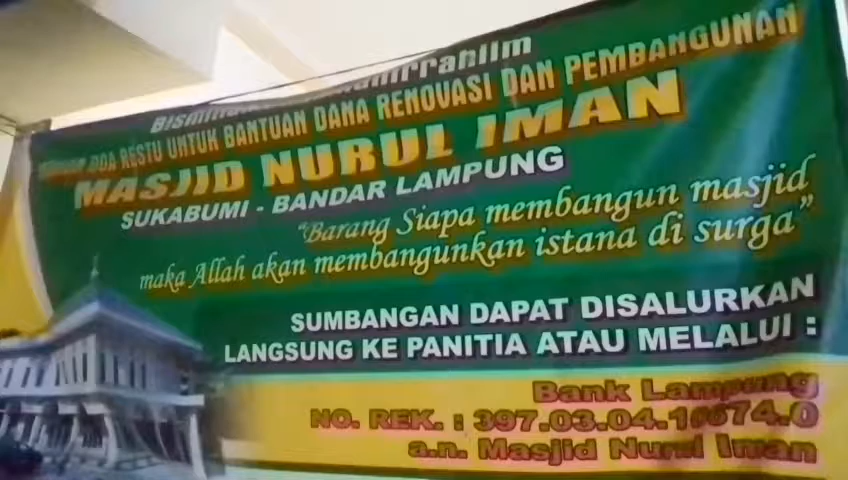 DOA RESTU UNTUK BANTUAN DANA RENOVASI DAN PEMBANGUNAN
MASJID NURUL IMAN
SUKABUMI - BANDAR LAMPUNG
"Barang Siapa membangun masjid
maka Allah akan membangunkan istana di surga"
SUMBANGAN DAPAT DISALURKAN
LANGSUNG KE PANITIA ATAU MELALUI :
Bank Lampung
NO. REK. :
a.n. Masjid Nurul Iman